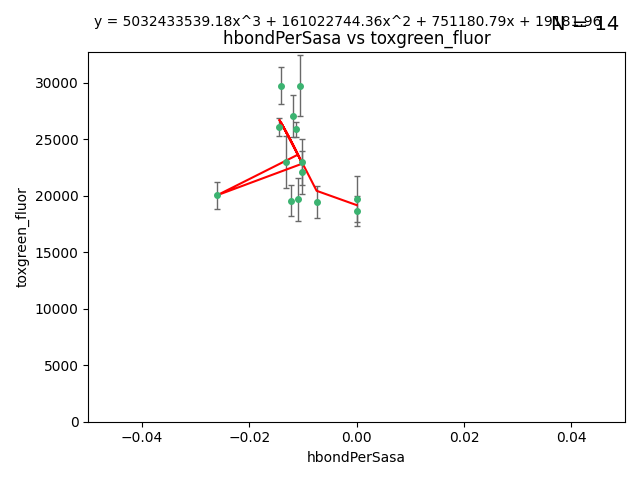 y = 5032433539.18x^3 + 161022744.36x^2 + 751180.79x + 19181.96
N = 14
hbondPerSasa vs toxgreen_fluor
30000
25000
20000
15000
10000
5000
0
toxgreen_fluor
−0.04
−0.02
0.00
0.02
0.04
hbondPerSasa